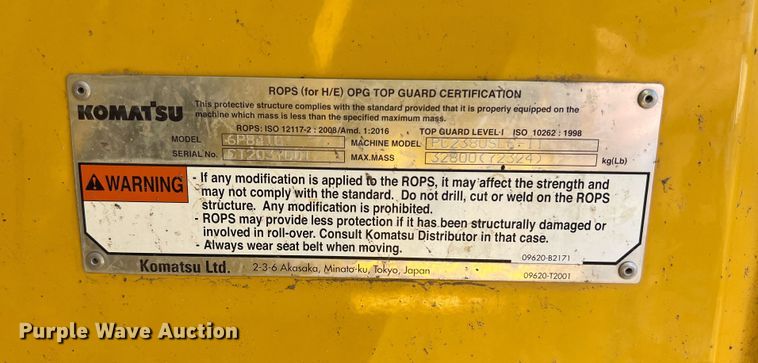 ROPS (for H/E) OPG TOP GUARD CERTIFICATION
KOMATSU
This protective structure complies with the standard provided that it is properly equipped on the
machine which mass is less than the specified maximum mass.
ROPS: ISO 12117-2 : 2008/Amd. 1:2016 TOP GUARD LEVEL-I ISO 10262 : 1998
MODEL MACHINE MODEL PC238USLC-11
SERIAL No. MAX.MASS 32800(72324) kg(Lb)
WARNING
- If any modification is applied to the ROPS, it may affect the strength and
may not comply with the standard. Do not drill, cut or weld on the ROPS
structure. Any modification is prohibited.
- ROPS may provide less protection if it has been structurally damaged or
involved in roll-over. Consult Komatsu Distributor in that case.
- Always wear seat belt when moving.
09620-B2171
Komatsu Ltd. 2-3-6 Akasaka, Minato-ku, Tokyo, Japan
09620-T2001
Purple Wave Auction